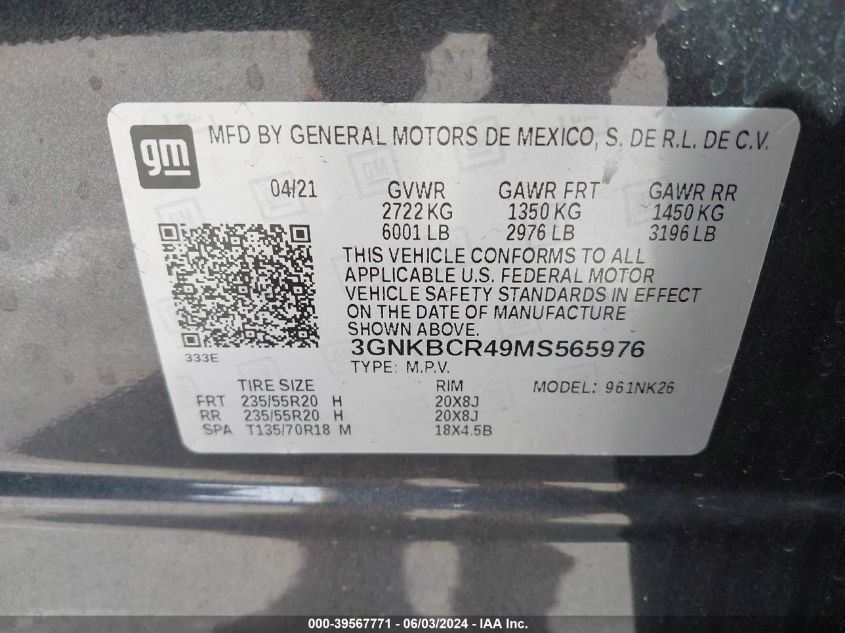 gm
MFD BY GENERAL MOTORS DE MEXICO, S. DE R.L. DE C.V.
04/21 GVWR GAWR FRT GAWR RR
2722 KG 1350 KG 1450 KG
6001 LB 2976 LB 3196 LB
THIS VEHICLE CONFORMS TO ALL
APPLICABLE U.S. FEDERAL MOTOR
VEHICLE SAFETY STANDARDS IN EFFECT
ON THE DATE OF MANUFACTURE
SHOWN ABOVE.
333E
3GNKBCR49MS565976
TYPE: M.P.V.
TIRE SIZE RIM MODEL: 961NK26
FRT 235/55R20 H 20X8J
RR 235/55R20 H 20X8J
SPA T135/70R18 M 18X4.5B
000-39567771 - 06/03/2024 - IAA Inc.